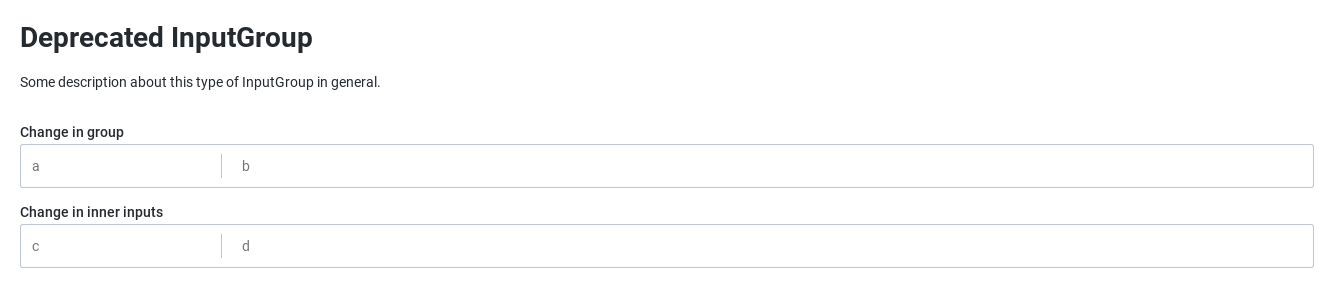 Deprecated InputGroup
Some description about this type of InputGroup in general.
Change in group
a b
Change in inner inputs
c d